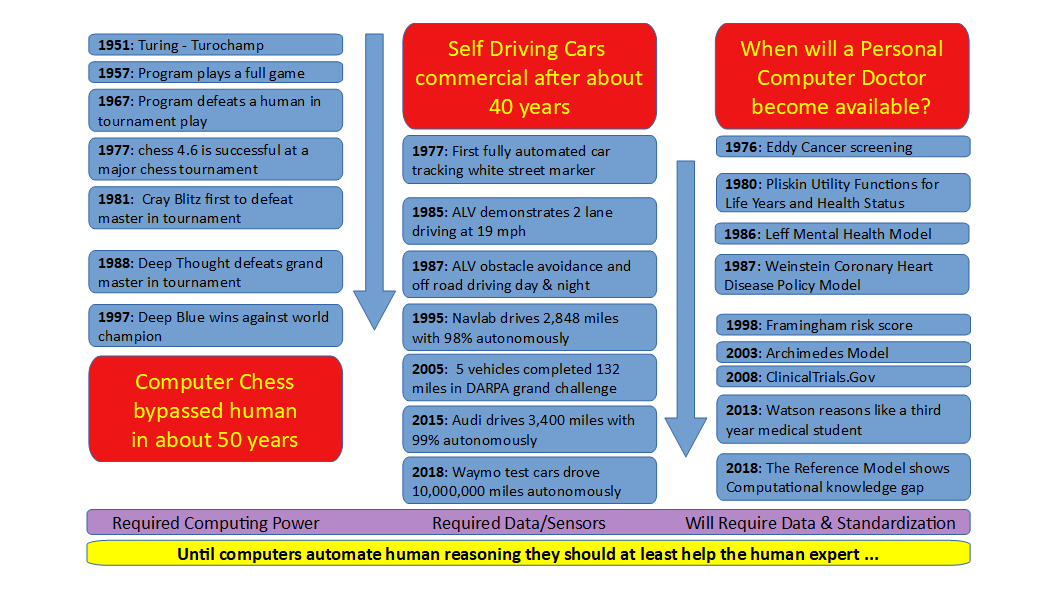 1951: Turing - Turochamp
1957: Program plays a full game
1967: Program defeats a human in
tournament play
1977: chess 4.6 is successful at a
major chess tournament
1981:  Cray Blitz first to defeat
master in tournament
1988: Deep Thought defeats grand
master in tournament
1997: Deep Blue wins against world
champion
Computer Chess
bypassed human
in about 50 years
Self Driving Cars
commercial after about
40 years
1977: First fully automated car
tracking white street marker
1985: ALV demonstrates 2 lane
driving at 19 mph
1987: ALV obstacle avoidance and
off road driving day & night
1995: Navlab drives 2,848 miles
with 98% autonomously
2005:  5 vehicles completed 132
miles in DARPA grand challenge
2015: Audi drives 3,400 miles with
99% autonomously
2018: Waymo test cars drove
10,000,000 miles autonomously
When will a Personal
Computer Doctor
become available?
1976: Eddy Cancer screening
1980: Pliskin Utility Functions for
Life Years and Health Status
1986: Leff Mental Health Model
1987: Weinstein Coronary Heart
Disease Policy Model
1998: Framingham risk score
2003: Archimedes Model
2008: ClinicalTrials.Gov
2013: Watson reasons like a third
year medical student
2018: The Reference Model shows
Computational knowledge gap
Required Computing Power
Required Data/Sensors
Will Require Data & Standardization
Until computers automate human reasoning they should at least help the human expert ...